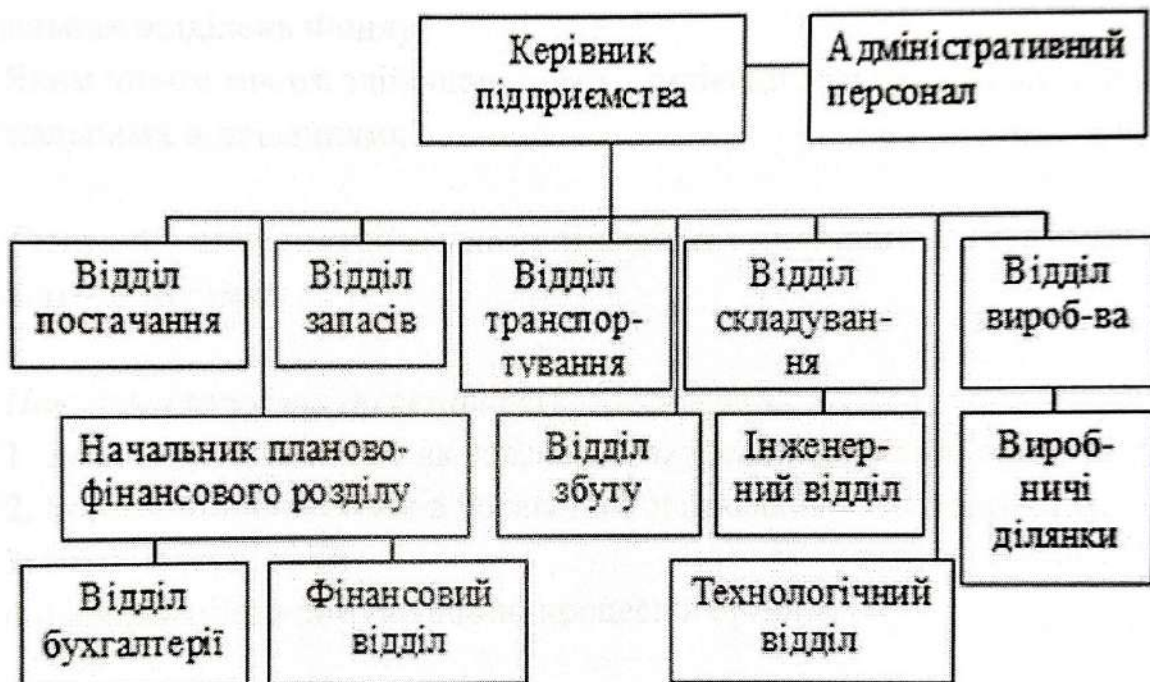 Керівник
підприємства
Адміністративний
персонал
Відділ
постачання
Відділ
запасів
Відділ
транспор-
тування
Відділ
складуван-
ня
Відділ
вироб-ва
Начальник планово-
фінансового розділу
Відділ
збуту
Інженер-
ний відділ
Вироб-
ничі
ділянки
Відділ
бухгалтерії
Фінансовий
відділ
Технологічний
відділ